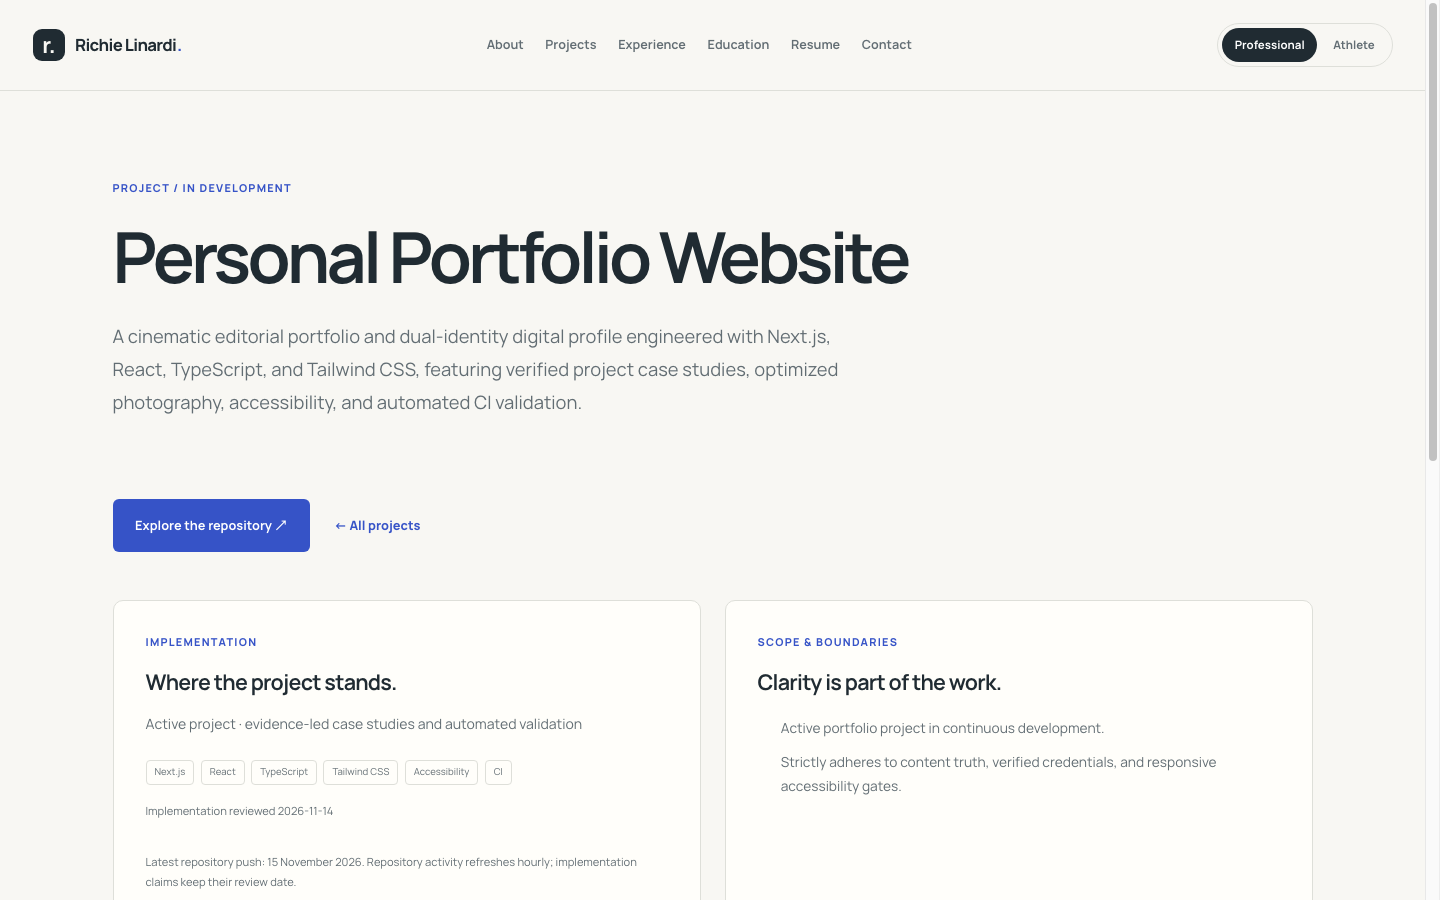 r. Richie Linardi.
About Projects Experience Education Resume Contact
Professional Athlete
PROJECT / IN DEVELOPMENT
Personal Portfolio Website
A cinematic editorial portfolio and dual-identity digital profile engineered with Next.js,
React, TypeScript, and Tailwind CSS, featuring verified project case studies, optimized
photography, accessibility, and automated CI validation.
Explore the repository ↗
← All projects
IMPLEMENTATION
Where the project stands.
Active project · evidence-led case studies and automated validation
Next.js React TypeScript Tailwind CSS Accessibility CI
Implementation reviewed 2026-11-14
Latest repository push: 15 November 2026. Repository activity refreshes hourly; implementation
claims keep their review date.
SCOPE & BOUNDARIES
Clarity is part of the work.
Active portfolio project in continuous development.
Strictly adheres to content truth, verified credentials, and responsive
accessibility gates.